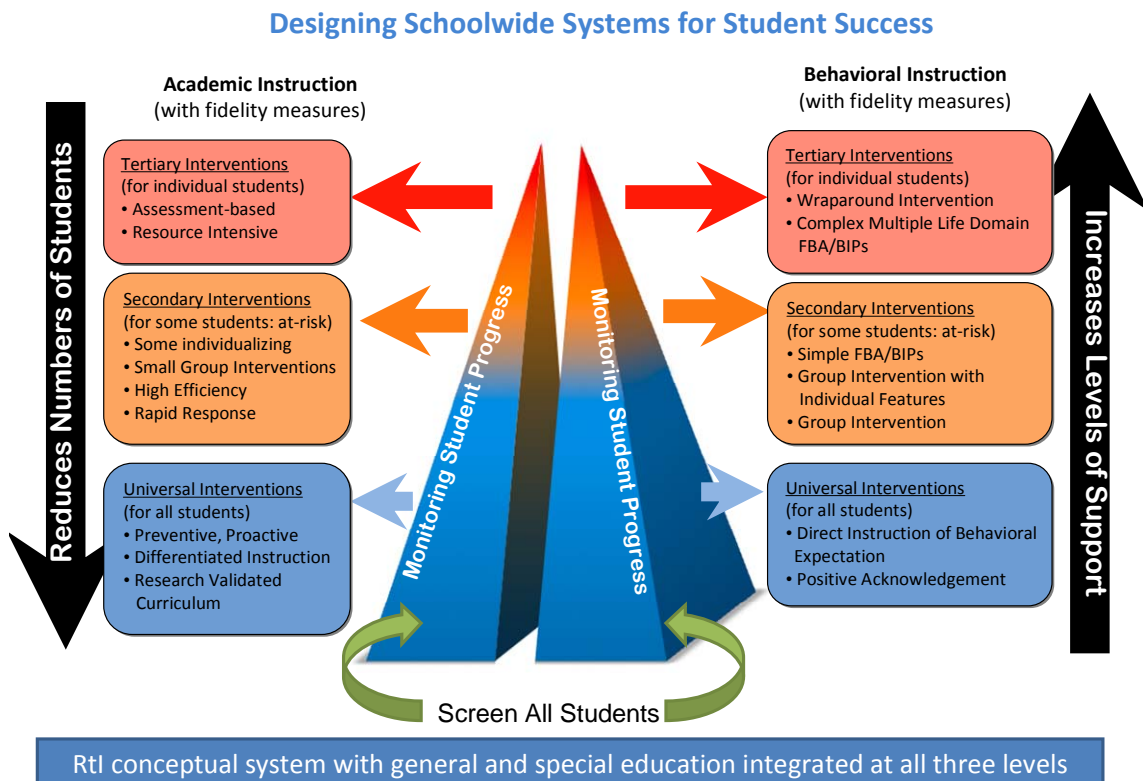 Designing Schoolwide Systems for Student Success
Academic Instruction
(with fidelity measures)
Behavioral Instruction
(with fidelity measures)
Reduces Numbers of Students
Tertiary Interventions
(for individual students)
• Assessment-based
• Resource Intensive
Secondary Interventions
(for some students: at-risk)
• Some individualizing
• Small Group Interventions
• High Efficiency
• Rapid Response
Universal Interventions
(for all students)
• Preventive, Proactive
• Differentiated Instruction
• Research Validated
Curriculum
Monitoring Student Progress
Monitoring Student Progress
Tertiary Interventions
(for individual students)
• Wraparound Intervention
• Complex Multiple Life Domain
FBA/BIPs
Secondary Interventions
(for some students: at-risk)
• Simple FBA/BIPs
• Group Intervention with
Individual Features
• Group Intervention
Universal Interventions
(for all students)
• Direct Instruction of Behavioral
Expectation
• Positive Acknowledgement
Increases Levels of Support
Screen All Students
RtI conceptual system with general and special education integrated at all three levels